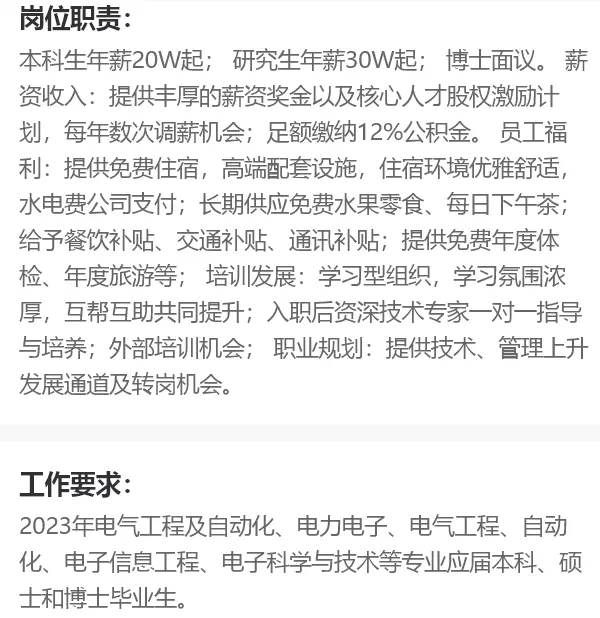 岗位职责：
本科生年薪20W起； 研究生年薪30W起； 博士面议。 薪
资收入：提供丰厚的薪资奖金以及核心人才股权激励计
划，每年数次调薪机会；足额缴纳12%公积金。 员工福
利：提供免费住宿，高端配套设施，住宿环境优雅舒适，
水电费公司支付；长期供应免费水果零食、每日下午茶；
给予餐饮补贴、交通补贴、通讯补贴；提供免费年度体
检、年度旅游等； 培训发展：学习型组织，学习氛围浓
厚，互帮互助共同提升；入职后资深技术专家一对一指导
与培养；外部培训机会； 职业规划：提供技术、管理上升
发展通道及转岗机会。
工作要求：
2023年电气工程及自动化、电力电子、电气工程、自动
化、电子信息工程、电子科学与技术等专业应届本科、硕
士和博士毕业生。